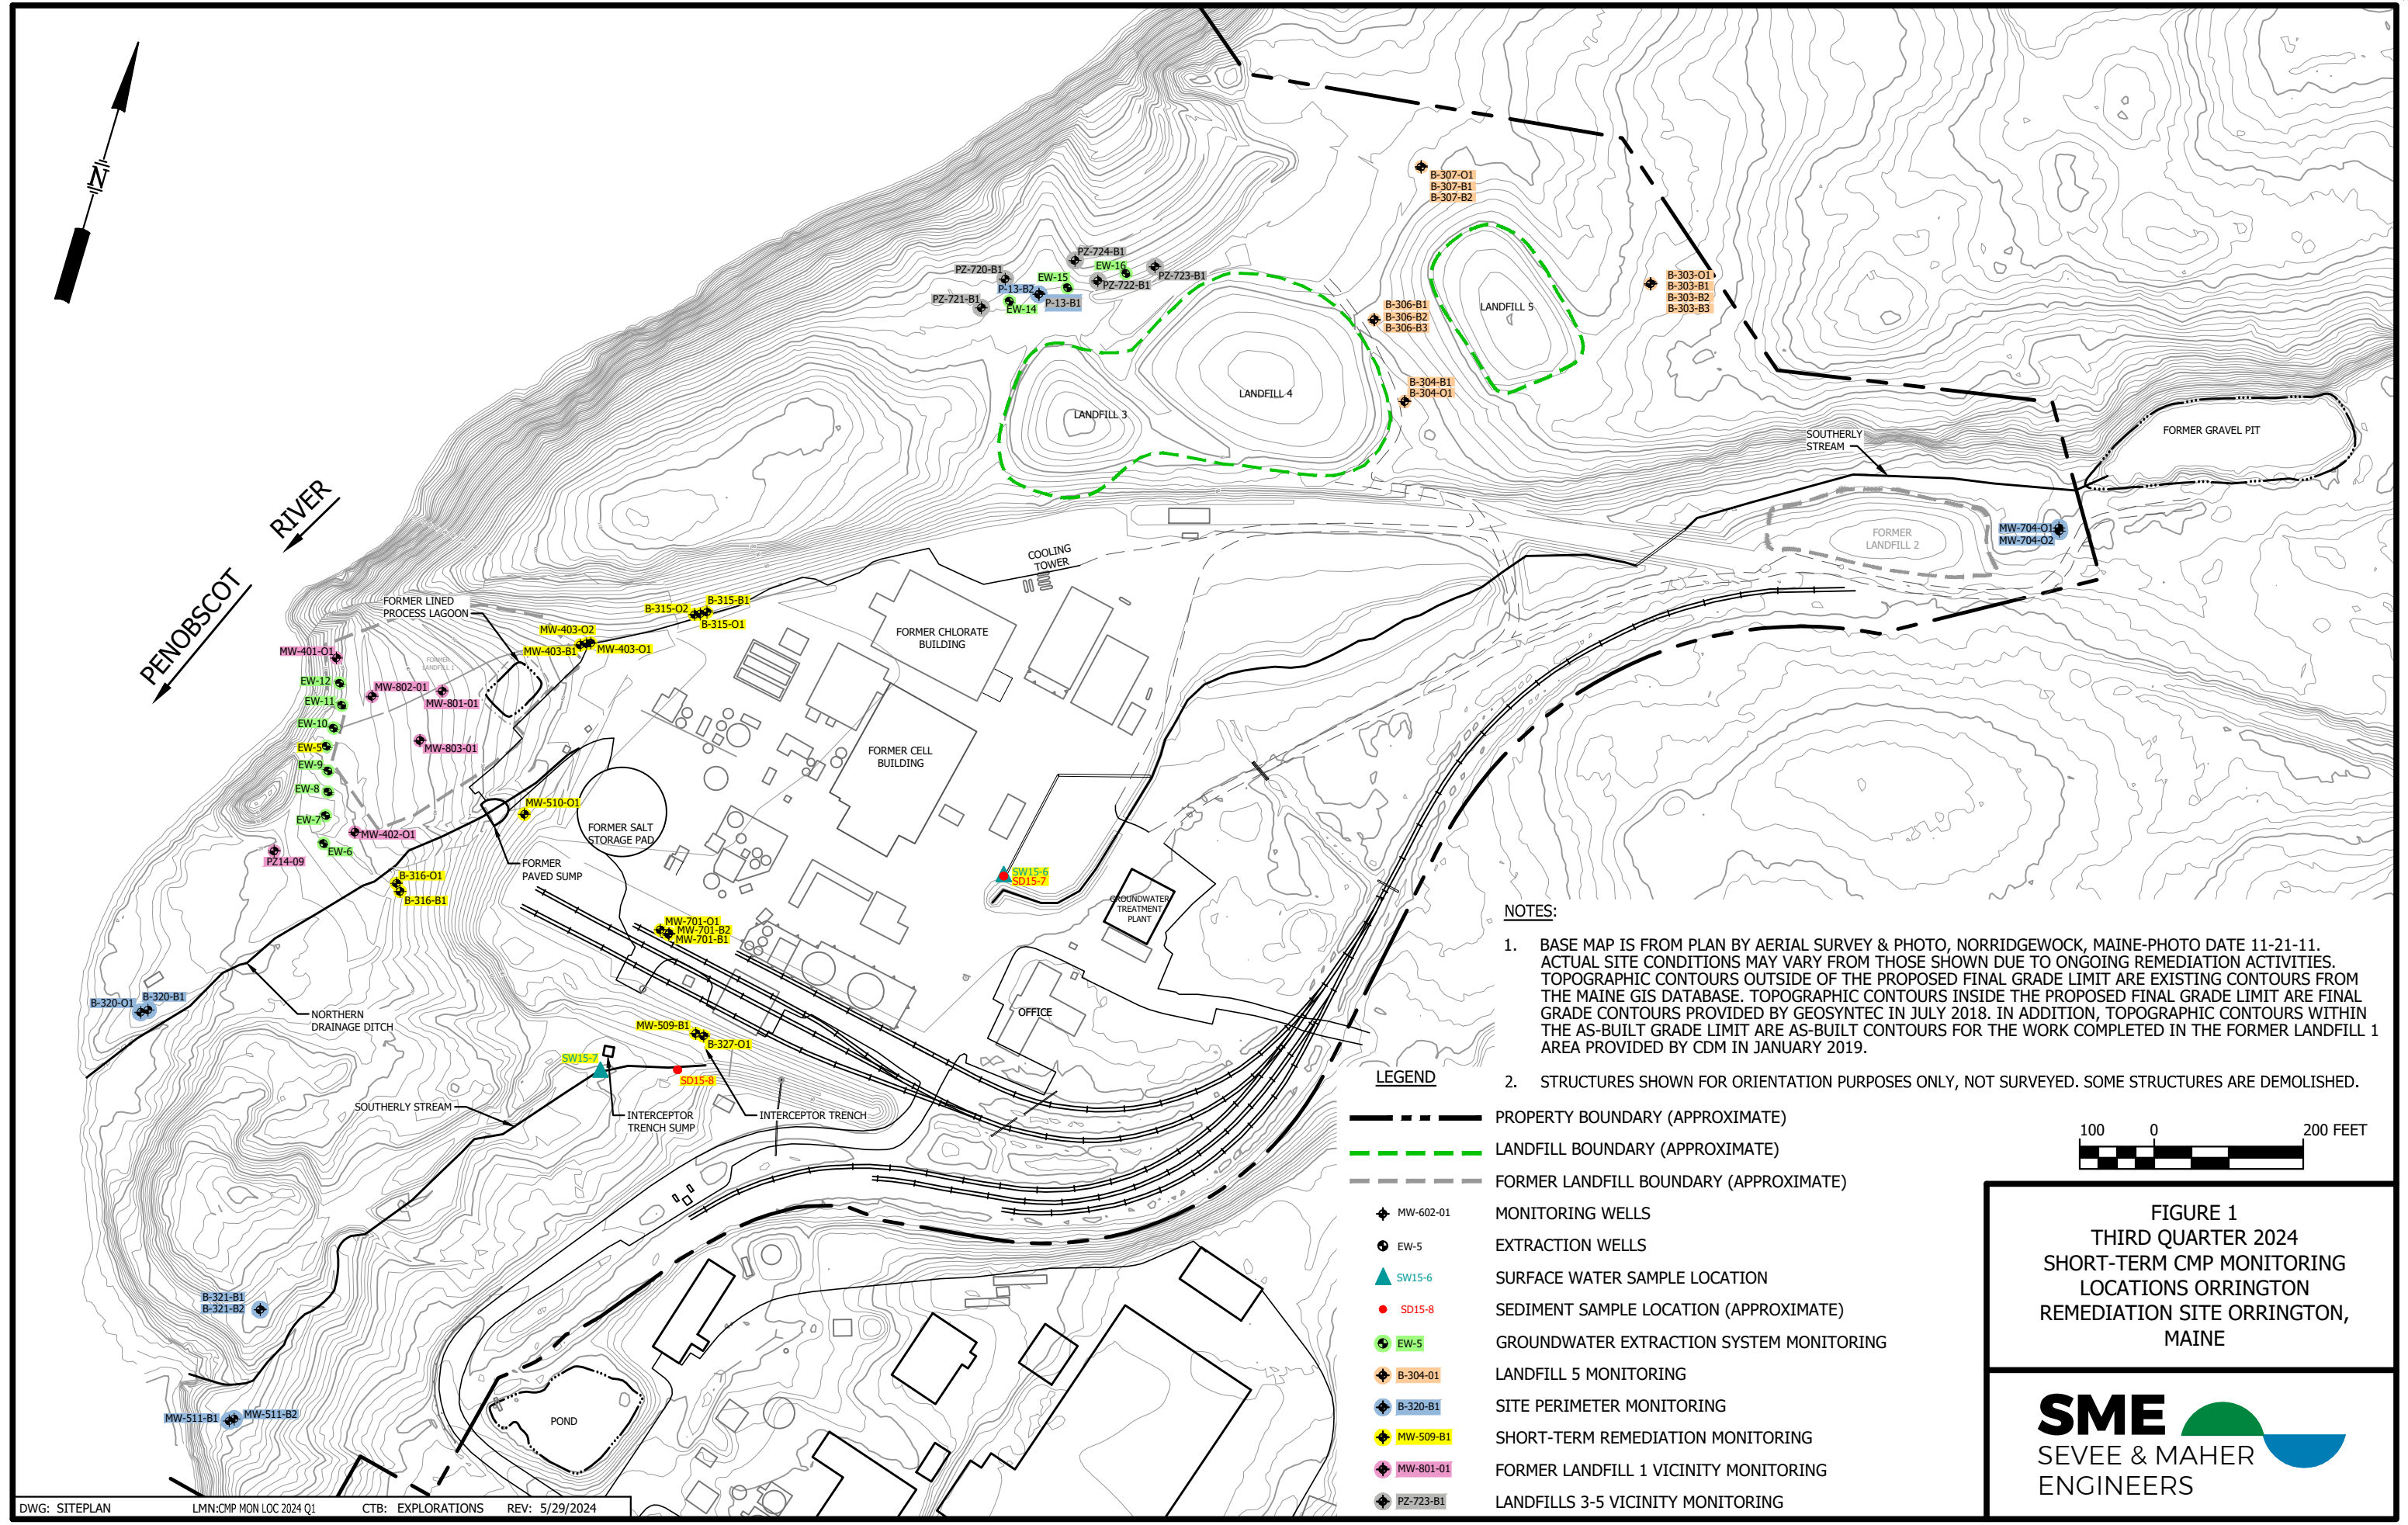 N
PENOBSCOT
RIVER
B-307-O1
B-307-B1
B-307-B2
PZ-724-B1
PZ-720-B1
EW-15
EW-16
PZ-723-B1
P-13-B2
PZ-722-B1
PZ-721-B1
EW-14
P-13-B1
B-303-O1
B-303-B1
B-303-B2
B-303-B3
B-306-B1
B-306-B2
B-306-B3
LANDFILL 5
B-304-B1
B-304-O1
LANDFILL 4
LANDFILL 3
SOUTHERLY
STREAM
FORMER GRAVEL PIT
FORMER
LANDFILL 2
MW-704-O1
MW-704-O2
COOLING
TOWER
FORMER LINED
PROCESS LAGOON
B-315-O2
B-315-B1
B-315-O1
MW-403-O2
MW-403-B1
MW-403-O1
FORMER CHLORATE
BUILDING
MW-401-O1
FORMER
LANDFILL 1
EW-12
MW-802-01
EW-11
MW-801-01
EW-10
EW-5
MW-803-01
EW-9
EW-8
EW-7
MW-402-O1
EW-6
PZ14-09
FORMER CELL
BUILDING
MW-510-O1
FORMER SALT
STORAGE PAD
FORMER
PAVED SUMP
B-316-O1
B-316-B1
SW15-6
SD15-7
GROUNDWATER
TREATMENT
PLANT
MW-701-O1
MW-701-B2
MW-701-B1
B-320-O1
B-320-B1
NORTHERN
DRAINAGE DITCH
OFFICE
MW-509-B1
B-327-O1
SW15-7
SD15-8
SOUTHERLY STREAM
INTERCEPTOR
TRENCH SUMP
INTERCEPTOR TRENCH
B-321-B1
B-321-B2
MW-511-B1
MW-511-B2
POND
NOTES:
1. BASE MAP IS FROM PLAN BY AERIAL SURVEY & PHOTO, NORRIDGEWOCK, MAINE-PHOTO DATE 11-21-11.
ACTUAL SITE CONDITIONS MAY VARY FROM THOSE SHOWN DUE TO ONGOING REMEDIATION ACTIVITIES.
TOPOGRAPHIC CONTOURS OUTSIDE OF THE PROPOSED FINAL GRADE LIMIT ARE EXISTING CONTOURS FROM
THE MAINE GIS DATABASE. TOPOGRAPHIC CONTOURS INSIDE THE PROPOSED FINAL GRADE LIMIT ARE FINAL
GRADE CONTOURS PROVIDED BY GEOSYNTEC IN JULY 2018. IN ADDITION, TOPOGRAPHIC CONTOURS WITHIN
THE AS-BUILT GRADE LIMIT ARE AS-BUILT CONTOURS FOR THE WORK COMPLETED IN THE FORMER LANDFILL 1
AREA PROVIDED BY CDM IN JANUARY 2019.
2. STRUCTURES SHOWN FOR ORIENTATION PURPOSES ONLY, NOT SURVEYED. SOME STRUCTURES ARE DEMOLISHED.
LEGEND
PROPERTY BOUNDARY (APPROXIMATE)
LANDFILL BOUNDARY (APPROXIMATE)
FORMER LANDFILL BOUNDARY (APPROXIMATE)
MW-602-01 MONITORING WELLS
EW-5 EXTRACTION WELLS
SW15-6 SURFACE WATER SAMPLE LOCATION
SD15-8 SEDIMENT SAMPLE LOCATION (APPROXIMATE)
EW-5 GROUNDWATER EXTRACTION SYSTEM MONITORING
B-304-01 LANDFILL 5 MONITORING
B-320-B1 SITE PERIMETER MONITORING
MW-509-B1 SHORT-TERM REMEDIATION MONITORING
MW-801-01 FORMER LANDFILL 1 VICINITY MONITORING
PZ-723-B1 LANDFILLS 3-5 VICINITY MONITORING
100 0 200 FEET
FIGURE 1
THIRD QUARTER 2024
SHORT-TERM CMP MONITORING
LOCATIONS ORRINGTON
REMEDIATION SITE ORRINGTON,
MAINE
SME
SEVEE & MAHER
ENGINEERS
DWG: SITEPLAN LMN:CMP MON LOC 2024 Q1 CTB: EXPLORATIONS REV: 5/29/2024